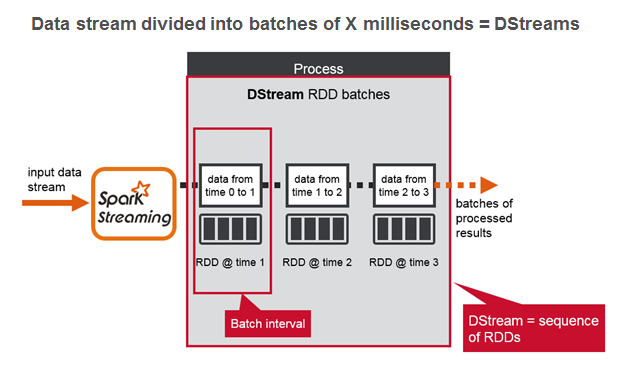 Data stream divided into batches of X milliseconds = DStreams
Process
DStream RDD batches
input data
stream
Spark
Streaming
data from
time 0 to 1
data from
time 1 to 2
data from
time 2 to 3
RDD @ time 1
RDD @ time 2
RDD @ time 3
batches of
processed
results
Batch interval
DStream = sequence
of RDDs